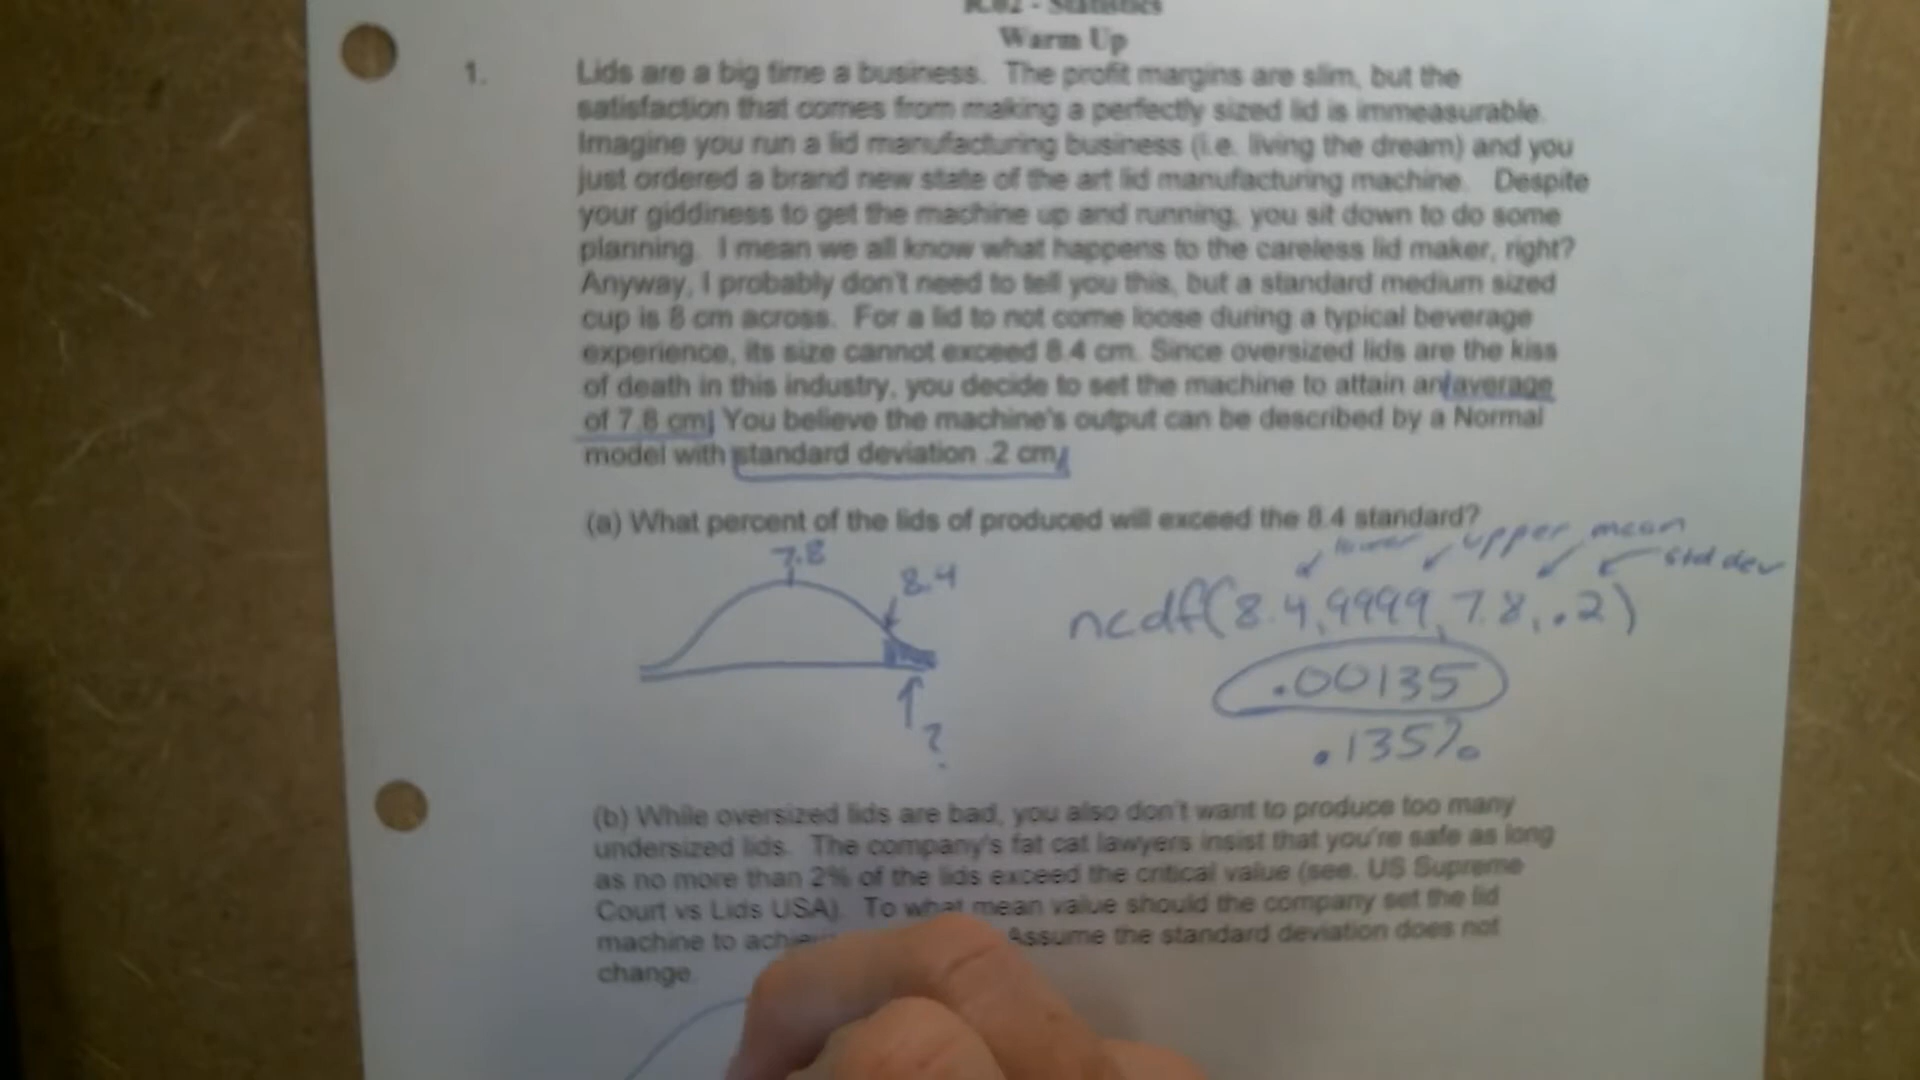 Statistics
Warm Up
1. Lids are a big time a business. The profit margins are slim, but the
satisfaction that comes from making a perfectly sized lid is immeasurable.
Imagine you run a lid manufacturing business (i.e. living the dream) and you
just ordered a brand new state of the art lid manufacturing machine. Despite
your giddiness to get the machine up and running, you sit down to do some
planning. I mean we all know what happens to the careless lid maker, right?
Anyway, I probably don't need to tell you this, but a standard medium sized
cup is 8 cm across. For a lid to not come loose during a typical beverage
experience, its size cannot exceed 8.4 cm. Since oversized lids are the kiss
of death in this industry, you decide to set the machine to attain an average
of 7.8 cm. You believe the machine's output can be described by a Normal
model with standard deviation .2 cm.
(a) What percent of the lids of produced will exceed the 8.4 standard?
7.8
8.4
?
lower upper mean std dev
ncdf(8.4,9999,7.8,.2)
.00135
.135%
(b) While oversized lids are bad, you also don't want to produce too many
undersized lids. The company's fat cat lawyers insist that you're safe as long
as no more than 2% of the lids exceed the critical value (see. US Supreme
Court vs Lids USA). To what mean value should the company set the lid
machine to Assume the standard deviation does not
change.